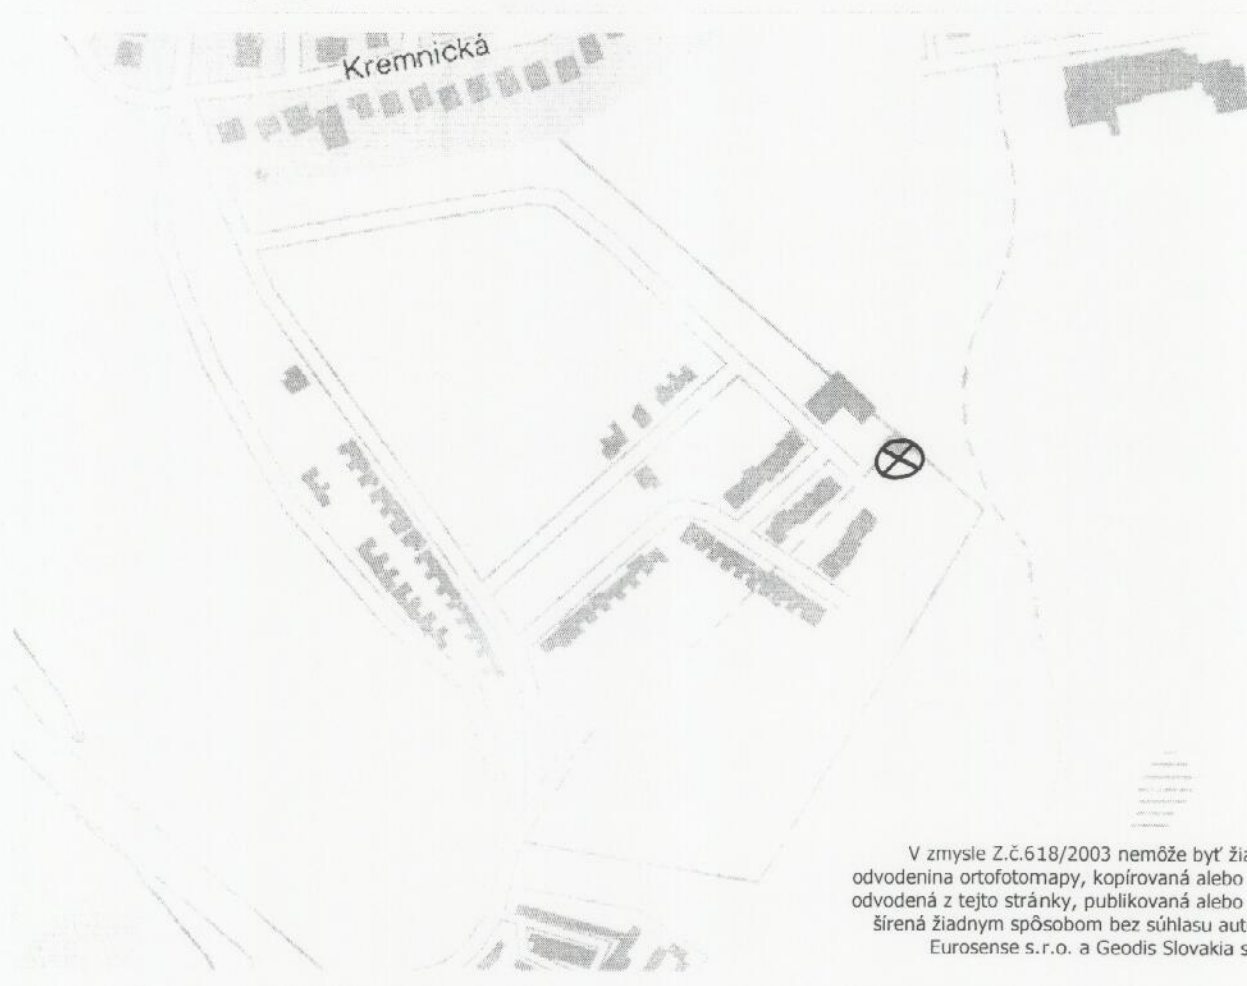 Kremnická
V zmysle Z.č.618/2003 nemôže byť
odvodenina ortofotomapy, kopírovaná alebo
odvodená z tejto stránky, publikovaná alebo
šírená žiadnym spôsobom bez súhlasu
Eurosense s.r.o. a Geodis Slovakia